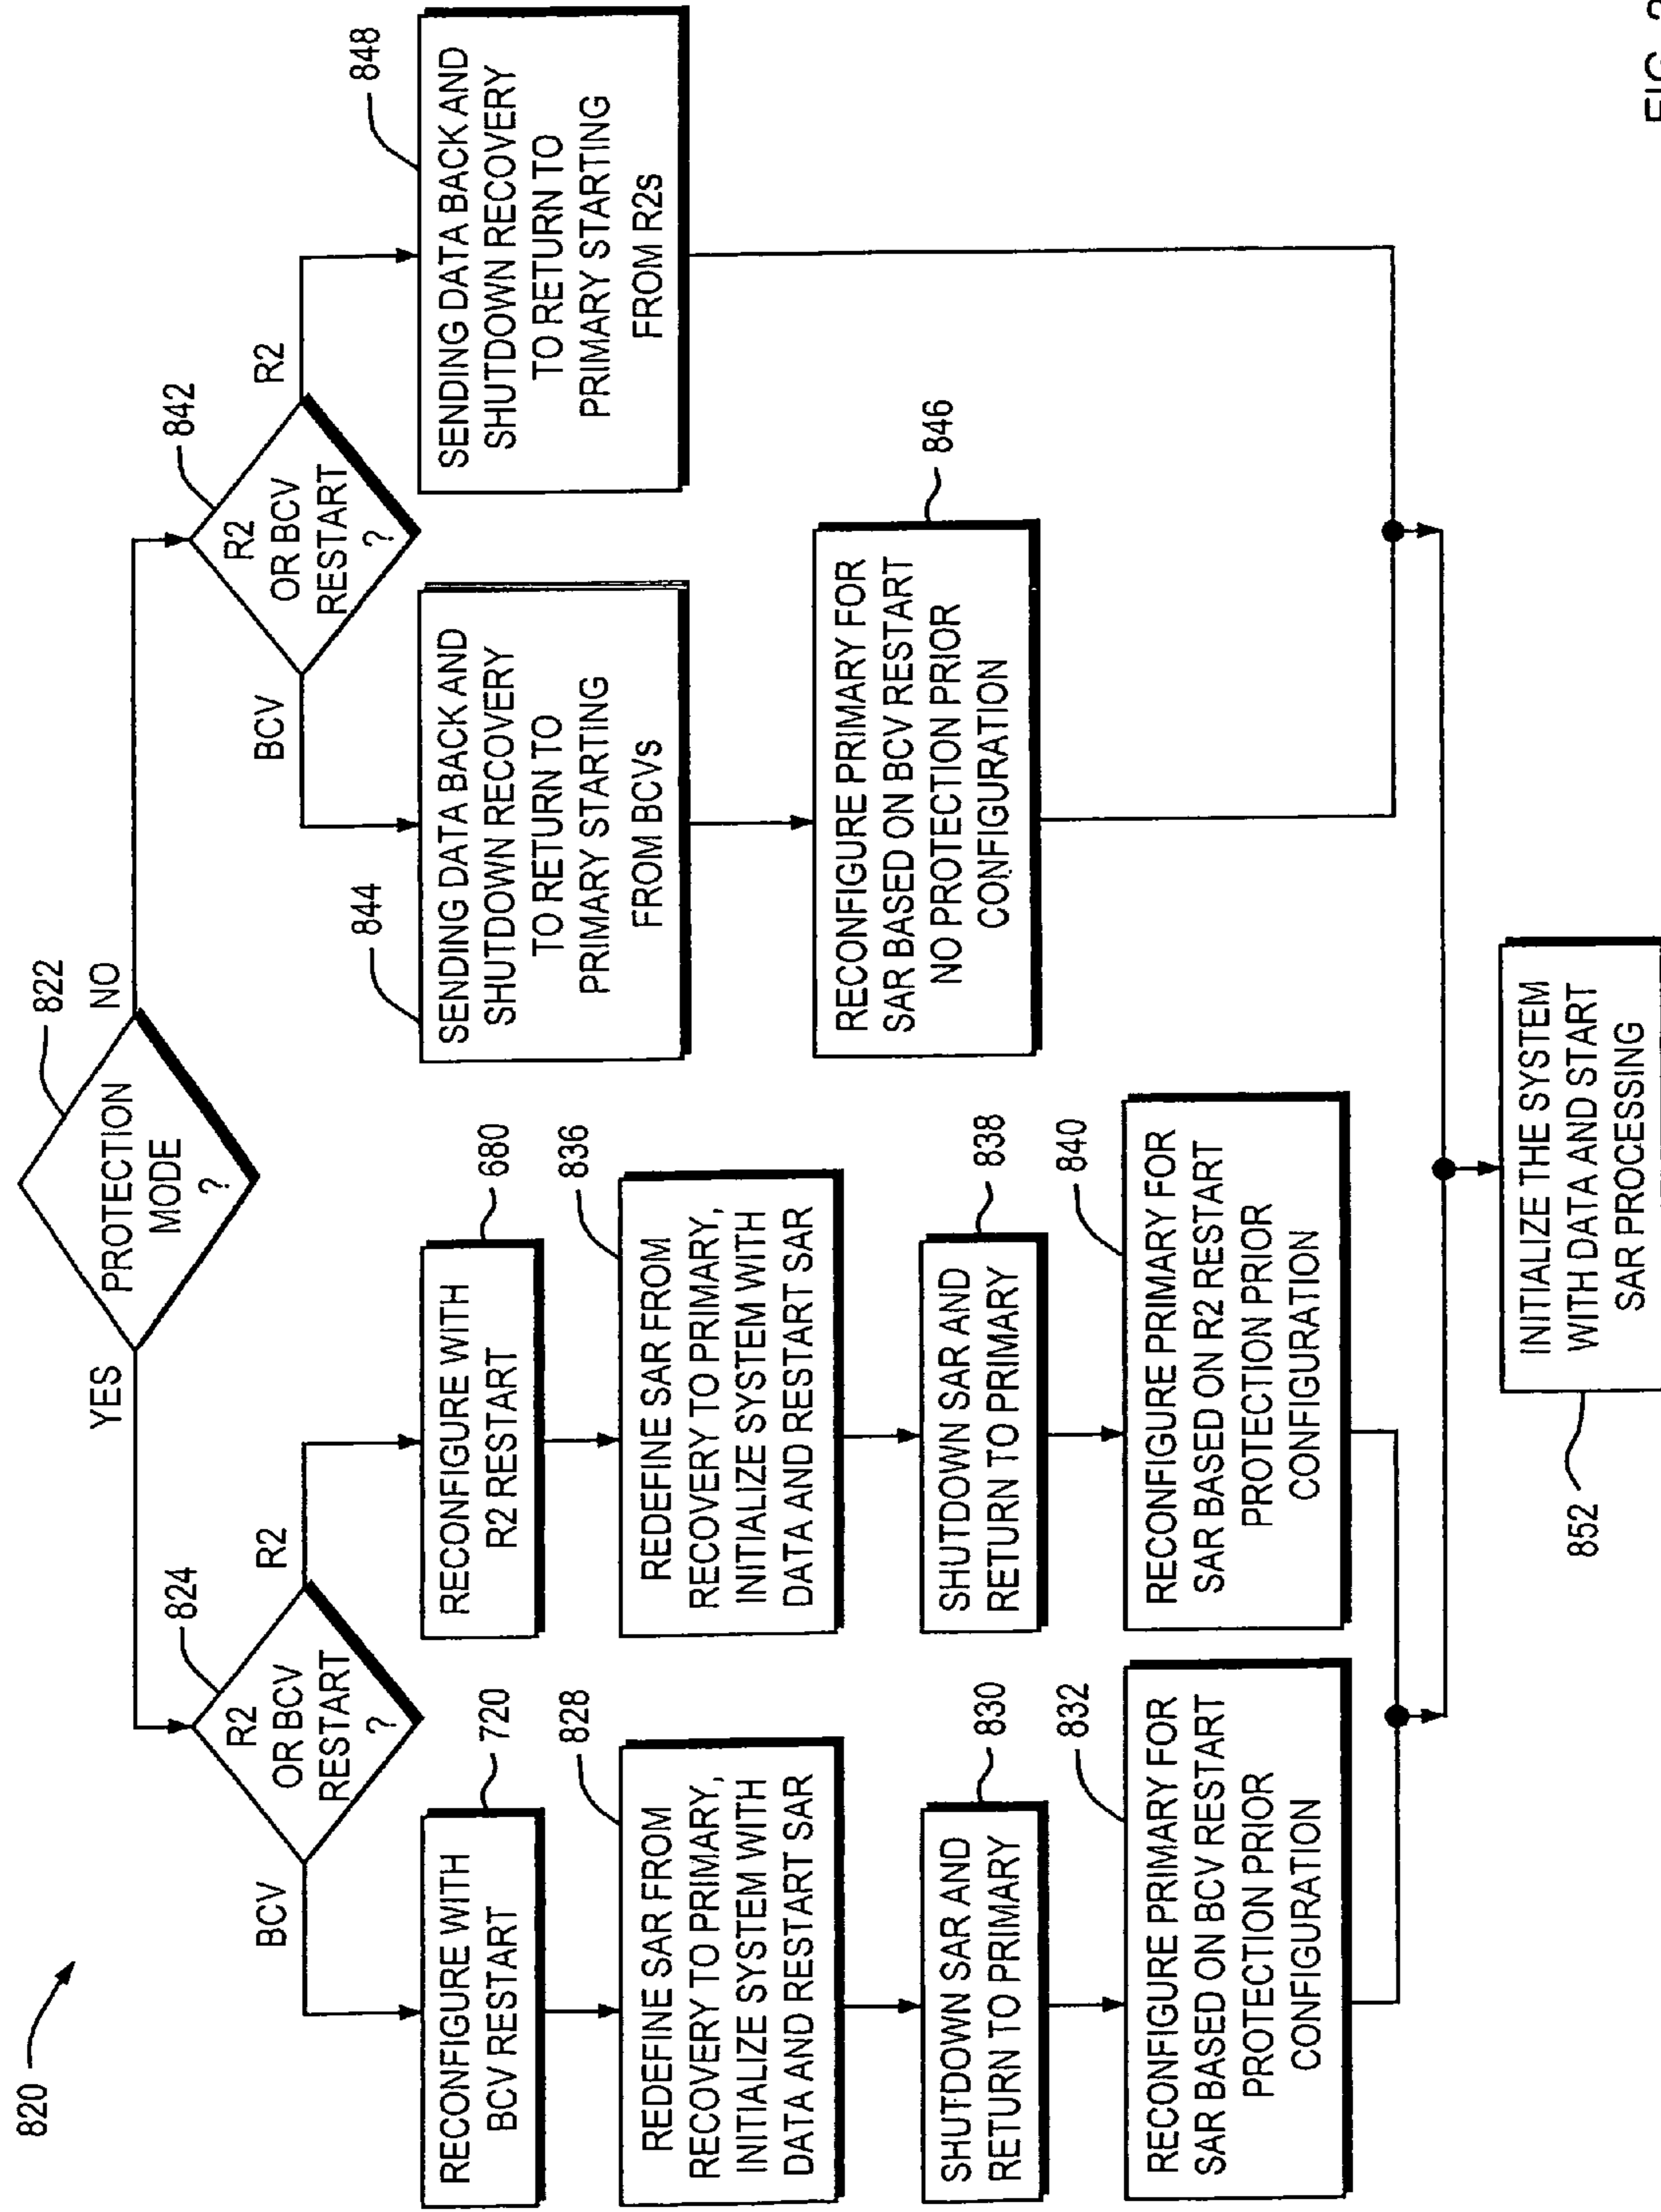 820
PROTECTION
MODE
?
822
YES
NO
R2
OR BCV
RESTART
?
824
BCV
R2
RECONFIGURE WITH
BCV RESTART
720
REDEFINE SAR FROM
RECOVERY TO PRIMARY,
INITIALIZE SYSTEM WITH
DATA AND RESTART SAR
828
SHUTDOWN SAR AND
RETURN TO PRIMARY
830
RECONFIGURE PRIMARY FOR
SAR BASED ON BCV RESTART
PROTECTION PRIOR
CONFIGURATION
832
RECONFIGURE WITH
R2 RESTART
680
REDEFINE SAR FROM
RECOVERY TO PRIMARY,
INITIALIZE SYSTEM WITH
DATA AND RESTART SAR
836
SHUTDOWN SAR AND
RETURN TO PRIMARY
838
RECONFIGURE PRIMARY FOR
SAR BASED ON R2 RESTART
PROTECTION PRIOR
CONFIGURATION
840
R2
OR BCV
RESTART
?
842
BCV
R2
844
SENDING DATA BACK AND
SHUTDOWN RECOVERY
TO RETURN TO
PRIMARY STARTING
FROM BCVs
RECONFIGURE PRIMARY FOR
SAR BASED ON BCV RESTART
NO PROTECTION PRIOR
CONFIGURATION
846
SENDING DATA BACK AND
SHUTDOWN RECOVERY
TO RETURN TO
PRIMARY STARTING
FROM R2s
848
INITIALIZE THE SYSTEM
WITH DATA AND START
SAR PROCESSING
852
FIG.